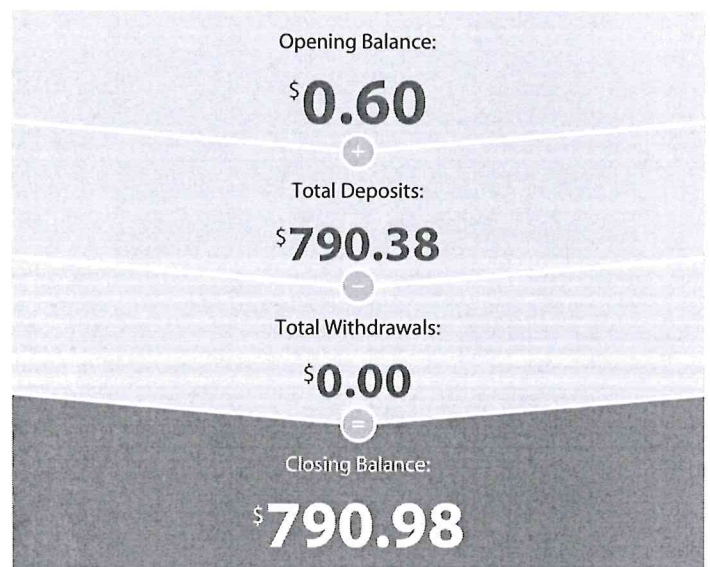 Opening Balance:
$0.60
+
Total Deposits:
$790.38
−
Total Withdrawals:
$0.00
=
Closing Balance:
$790.98